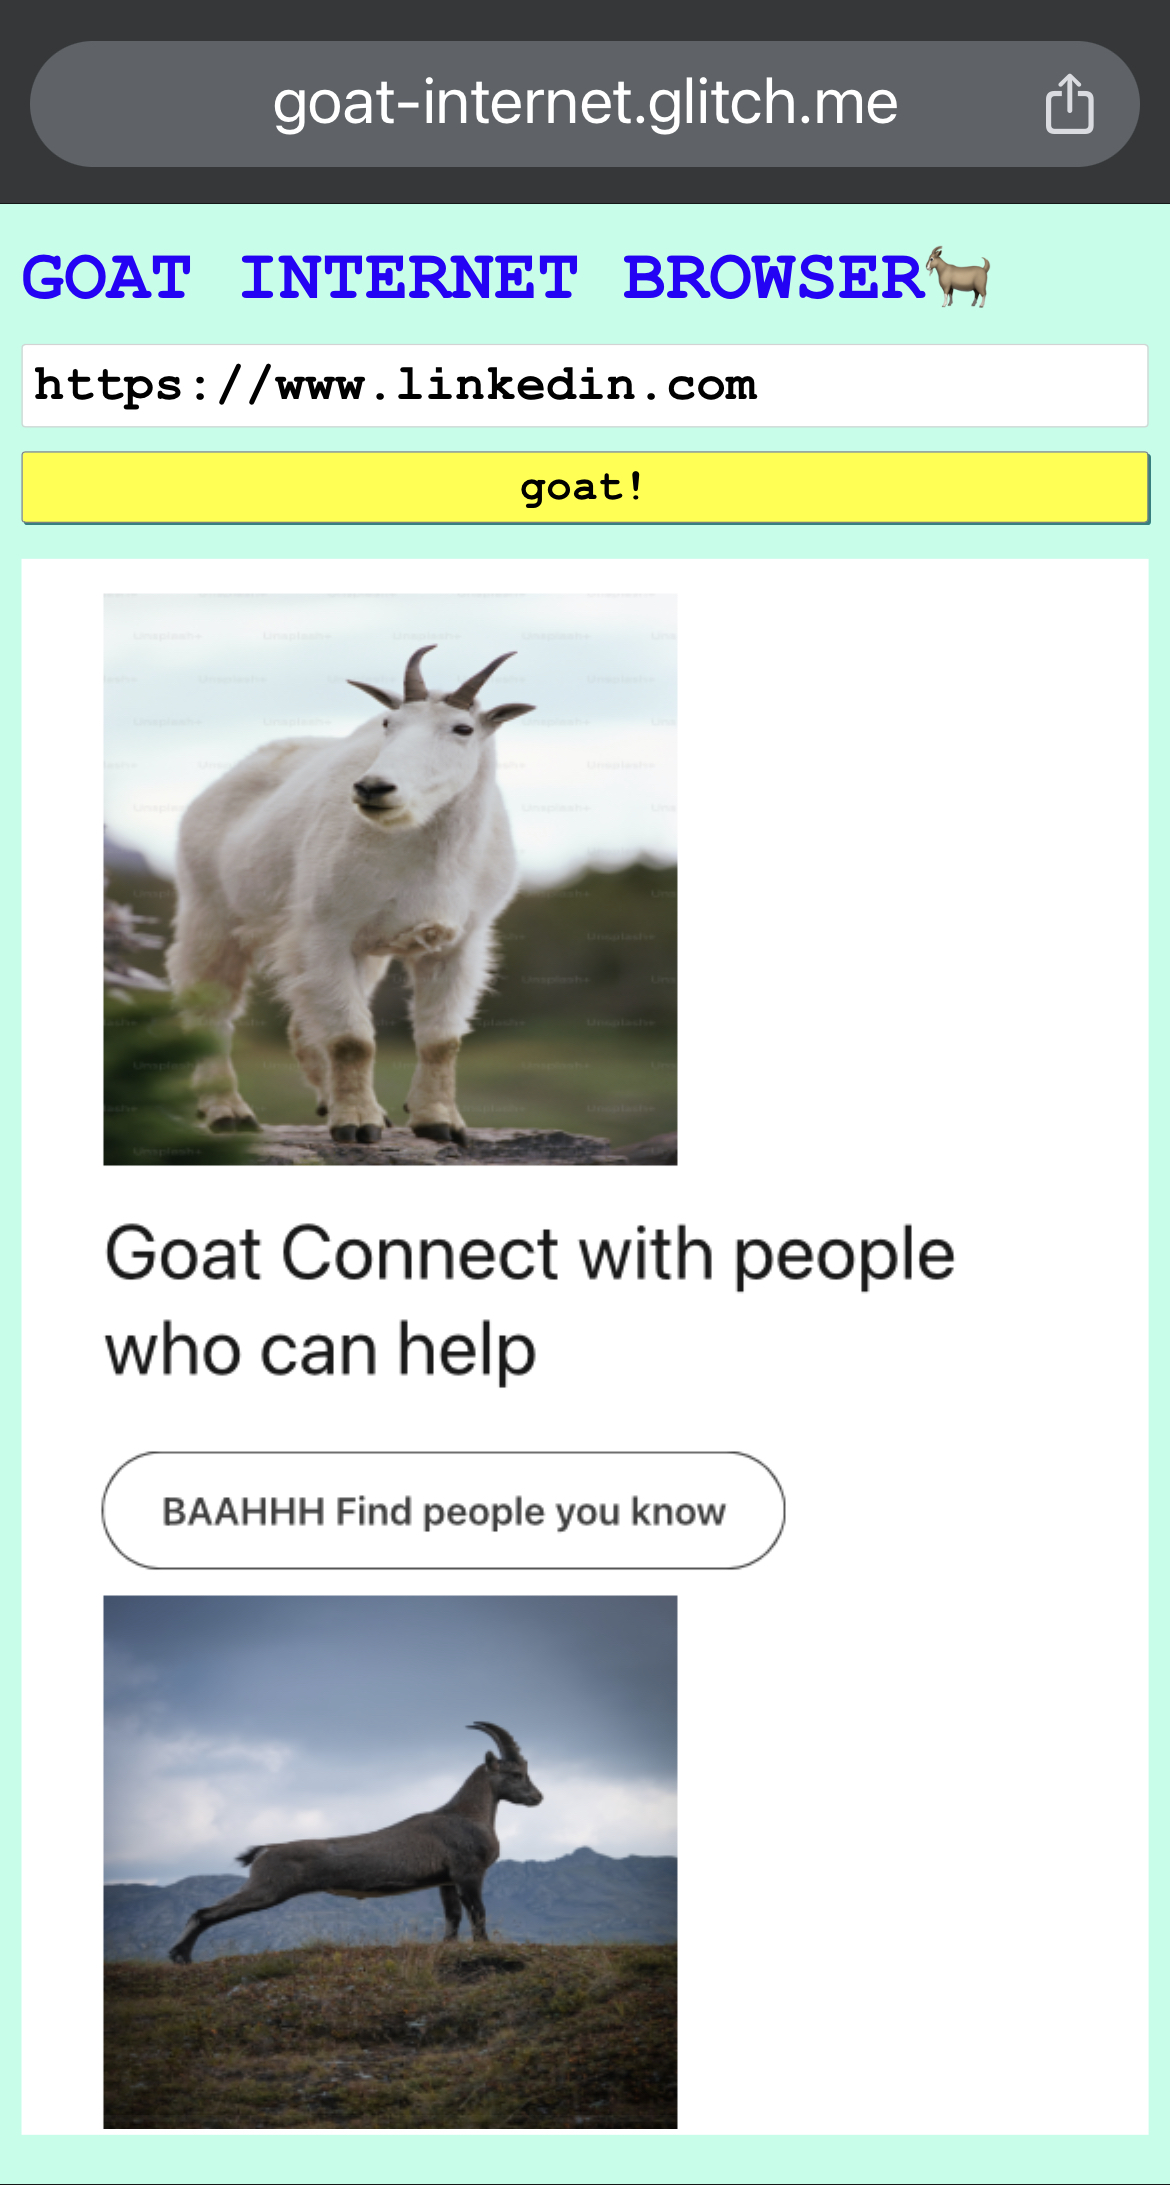 goat-internet.glitch.me
GOAT INTERNET BROWSER
https://www.linkedin.com
goat!
Goat Connect with people
who can help
BAAHHH Find people you know
Unsplash+